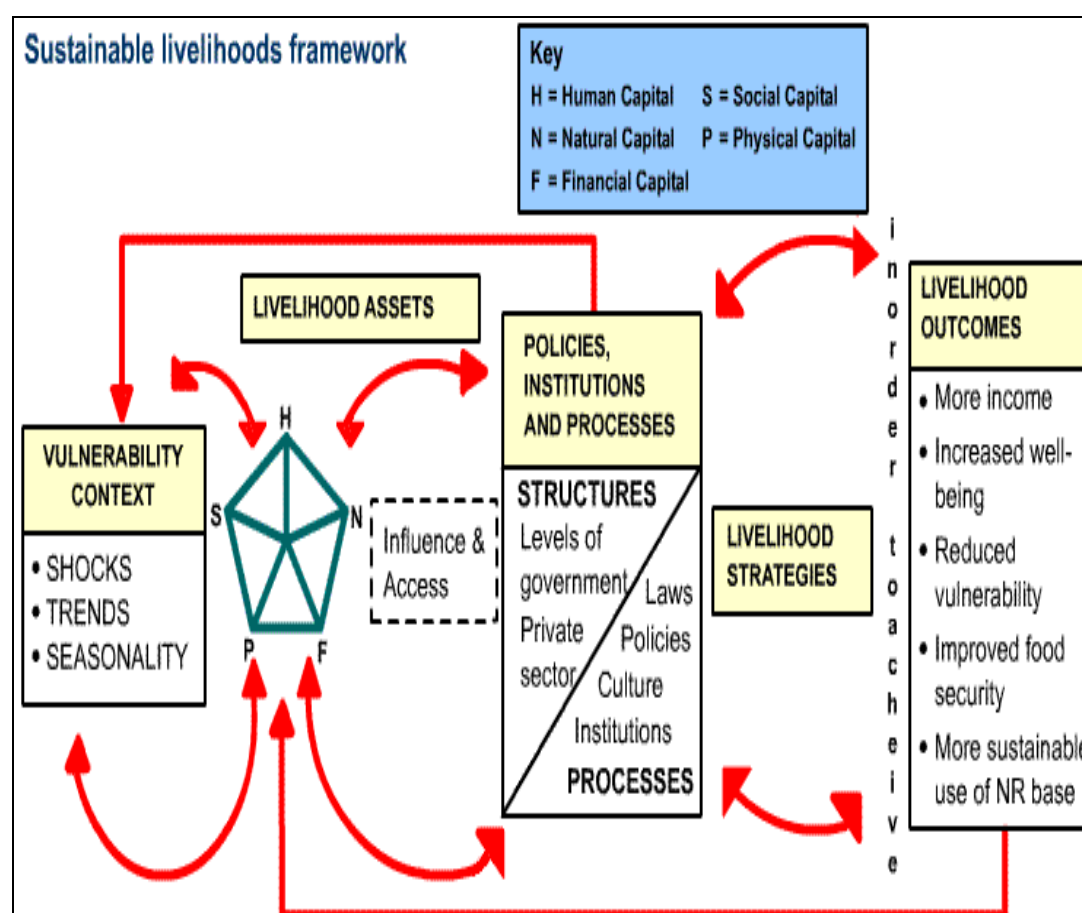 Sustainable livelihoods framework
Key
H = Human Capital S = Social Capital
N = Natural Capital P = Physical Capital
F = Financial Capital
LIVELIHOOD ASSETS
VULNERABILITY
CONTEXT
• SHOCKS
• TRENDS
• SEASONALITY
H
S
N
P
F
Influence &
Access
POLICIES,
INSTITUTIONS
AND PROCESSES
STRUCTURES
Levels of
government
Private
sector
Laws
Policies
Culture
Institutions
PROCESSES
LIVELIHOOD
STRATEGIES
inorder toacheive
LIVELIHOOD
OUTCOMES
• More income
• Increased well-
being
• Reduced
vulnerability
• Improved food
security
• More sustainable
use of NR base